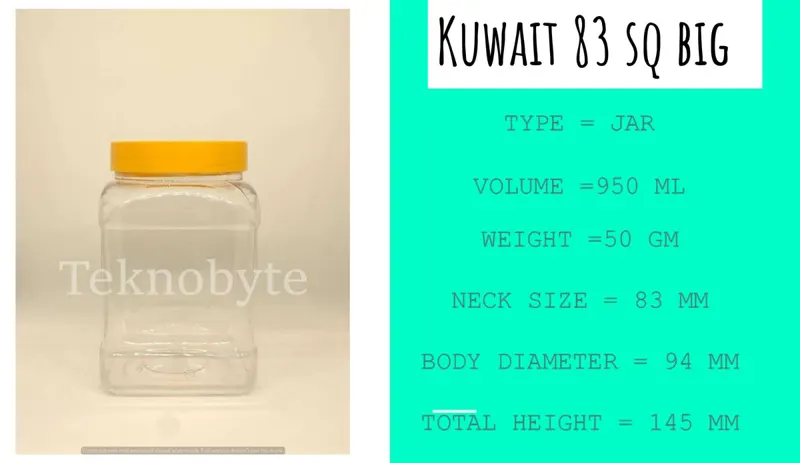 Kuwait 83 sq big
TYPE = JAR
VOLUME =950 ML
WEIGHT =50 GM
NECK SIZE = 83 MM
BODY DIAMETER = 94 MM
TOTAL HEIGHT = 145 MM
Teknobyte